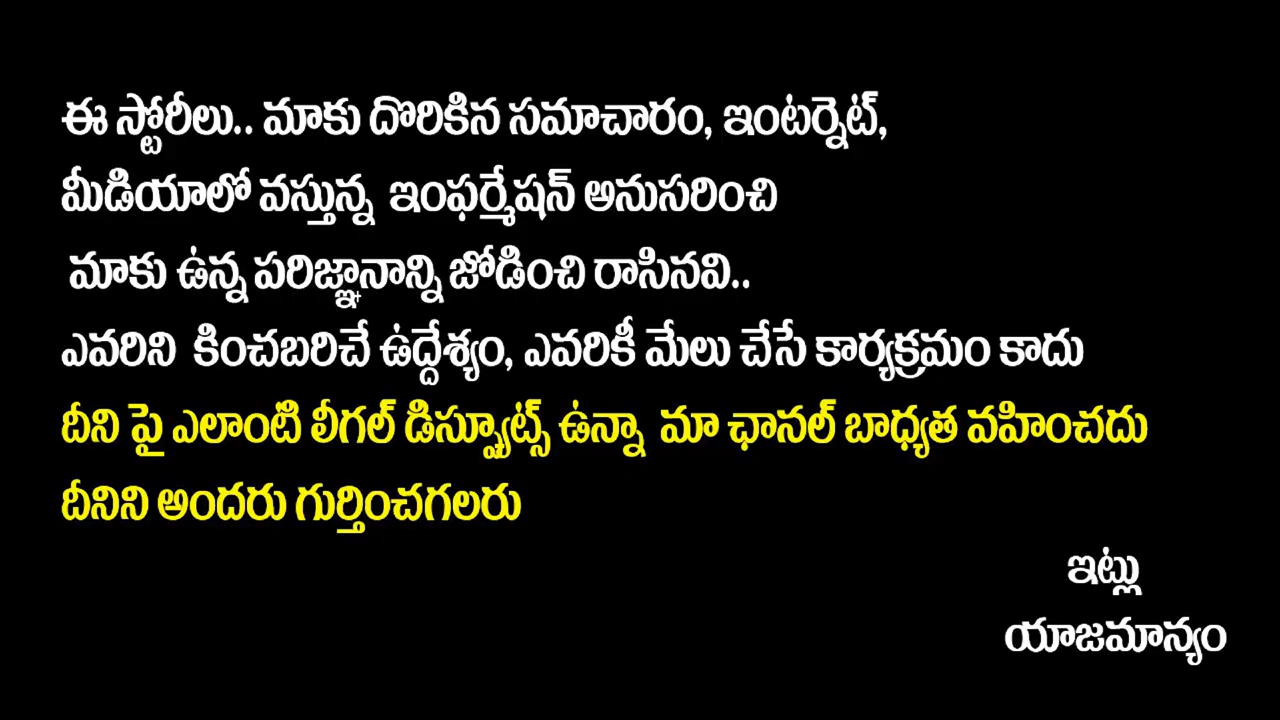 ఈ స్టోరీలు.. మాకు దొరికిన సమాచారం, ఇంటర్నెట్,
మీడియాలో వస్తున్న ఇంఫర్మేషన్ అనుసరించి
మాకు ఉన్న పరిజ్ఞానాన్ని జోడించి రాసినవి..
ఎవరిని కించబరిచే ఉద్దేశ్యం, ఎవరికీ మేలు చేసే కార్యక్రమం కాదు
దీని పై ఎలాంటి లీగల్ డిస్ప్యూట్స్ ఉన్నా మా ఛానల్ బాధ్యత వహించదు
దీనిని అందరు గుర్తించగలరు
ఇట్లు
యాజమాన్యం